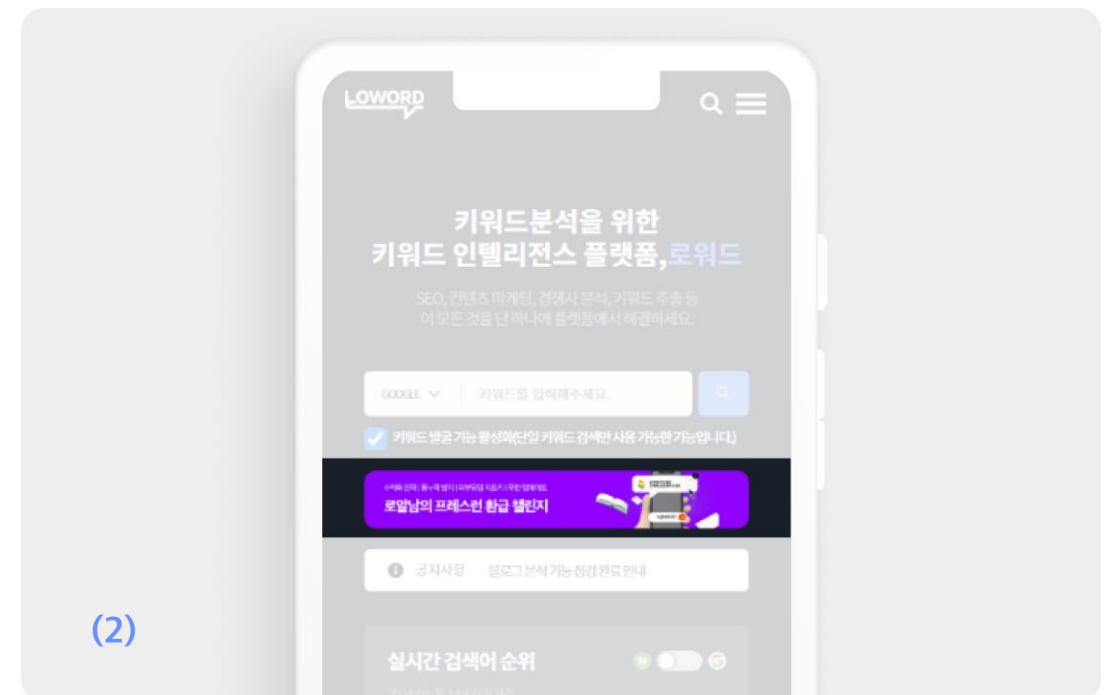 LOWORD
키워드분석을 위한
키워드 인텔리전스 플랫폼,로워드
SEO, 컨텐츠 마케팅, 경쟁사 분석, 키워드 추출 등
이 모든 것을 단 하나에 플랫폼에서 해결하세요.
GOOGLE 키워드를 입력해주세요.
키워드 발굴 기능 활성화(단일 키워드 검색만 사용 가능한 기능입니다.)
로알남의 프레스런 환급 챌린지
공지사항 블로그 분석 기능 점검 완료 안내
실시간 검색어 순위
(2)